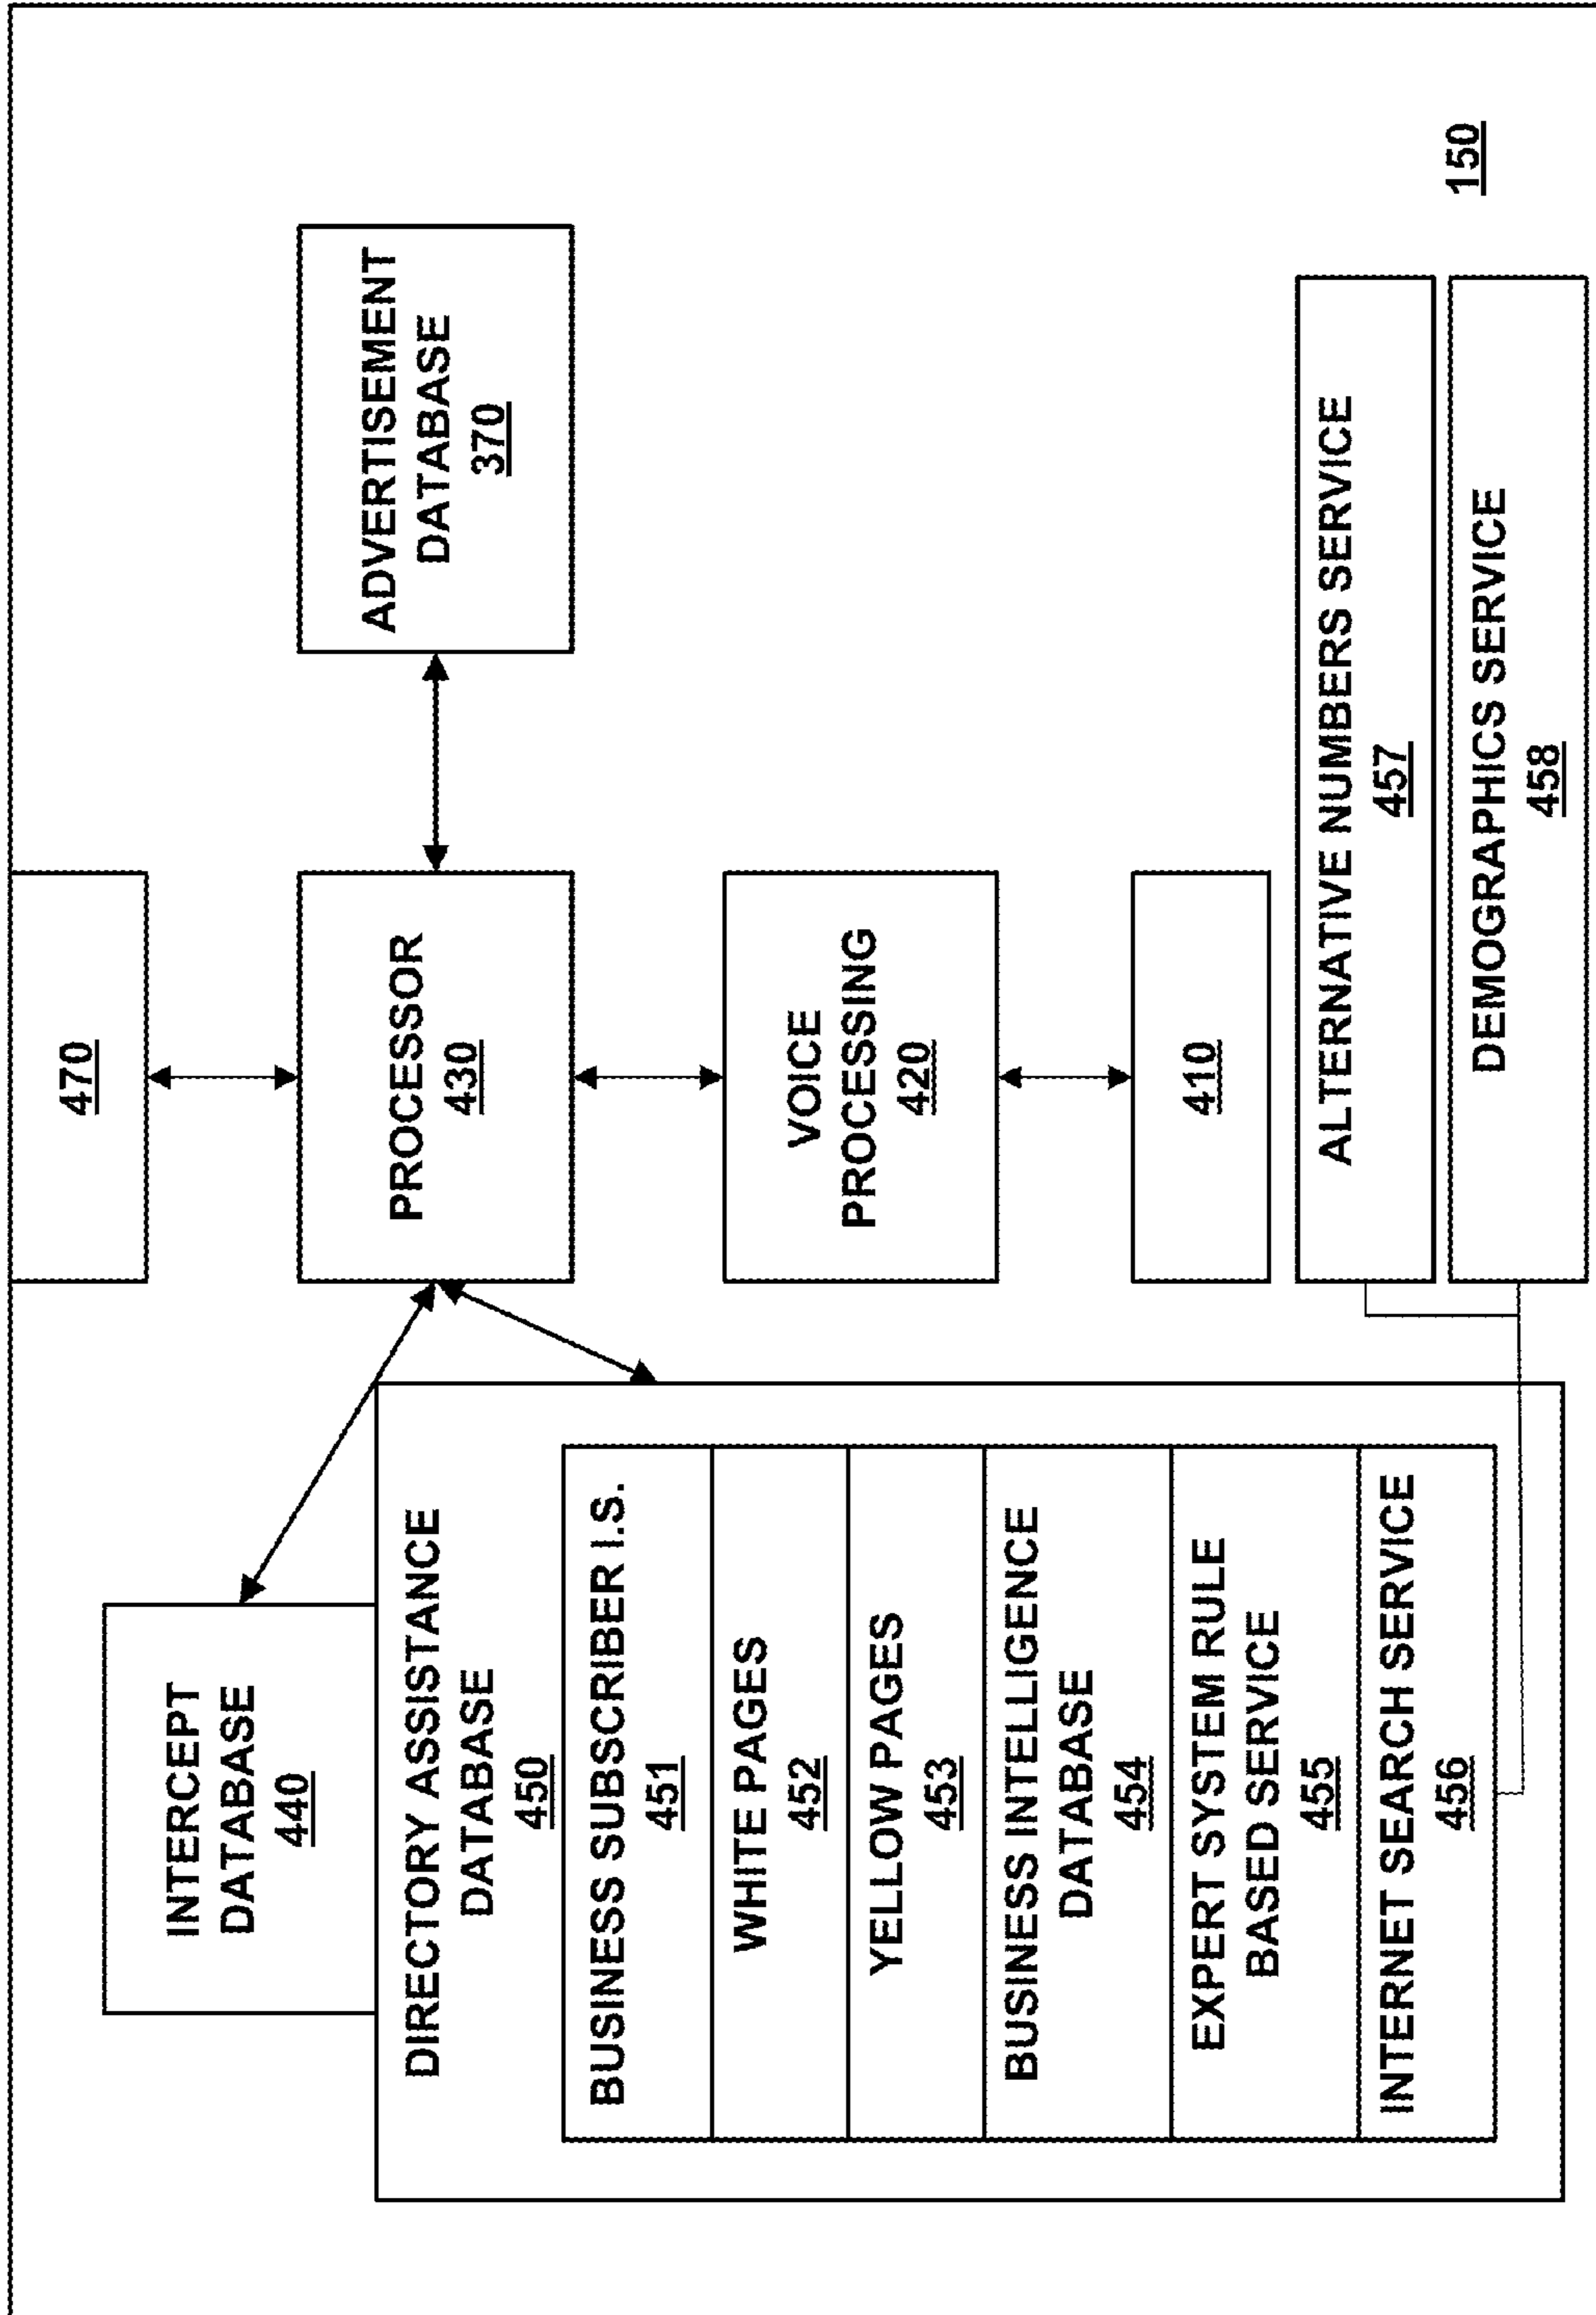 470
INTERCEPT
DATABASE
440
PROCESSOR
430
ADVERTISEMENT
DATABASE
370
DIRECTORY ASSISTANCE
DATABASE
450
BUSINESS SUBSCRIBER I.S.
451
WHITE PAGES
452
YELLOW PAGES
453
BUSINESS INTELLIGENCE
DATABASE
454
EXPERT SYSTEM RULE
BASED SERVICE
455
INTERNET SEARCH SERVICE
456
VOICE
PROCESSING
420
410
ALTERNATIVE NUMBERS SERVICE
457
DEMOGRAPHICS SERVICE
458
150